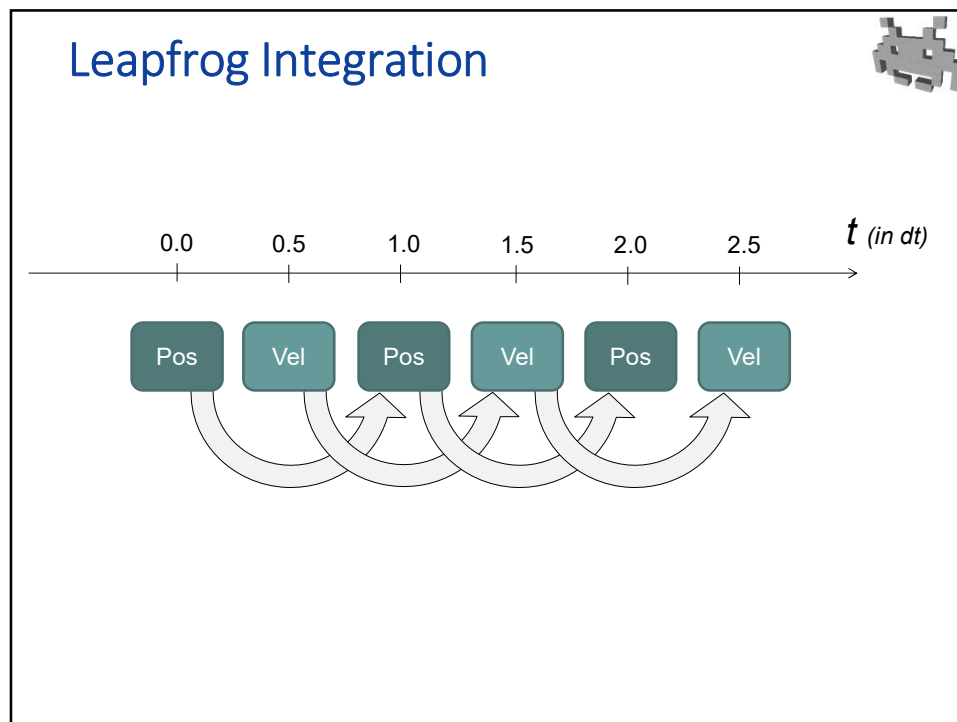 Leapfrog Integration
0.0 0.5 1.0 1.5 2.0 2.5 t (in dt)
Pos Vel Pos Vel Pos Vel